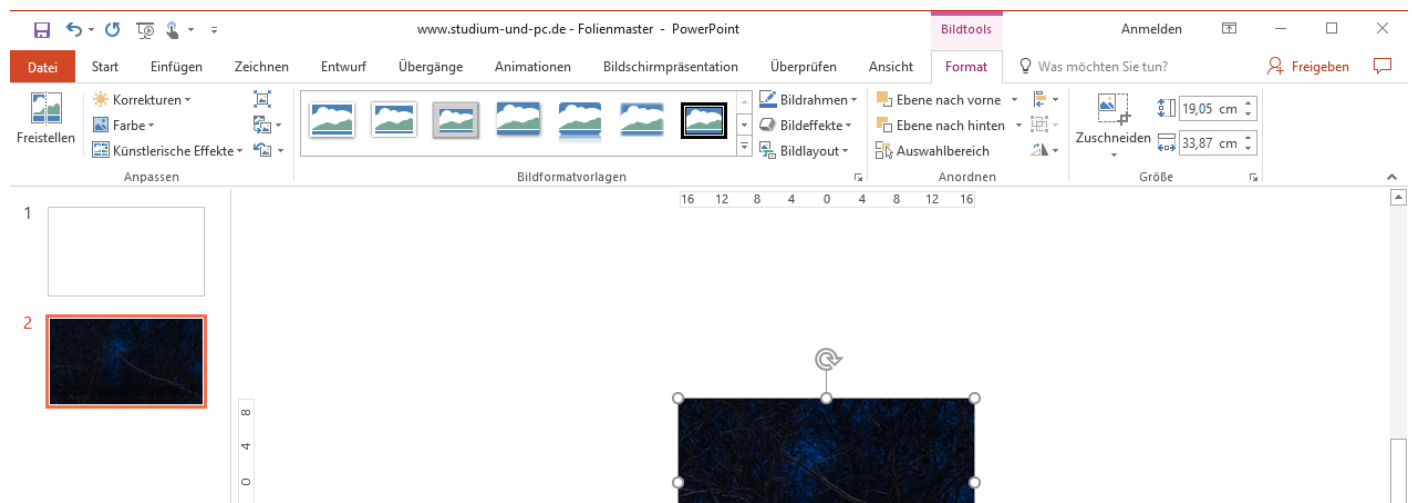 www.studium-und-pc.de - Folienmaster - PowerPoint
Bildtools
Anmelden
Datei Start Einfügen Zeichnen Entwurf Übergänge Animationen Bildschirmpräsentation Überprüfen Ansicht Format Was möchten Sie tun? Freigeben
Freistellen
Korrekturen
Farbe
Künstlerische Effekte
Anpassen
Bildformatvorlagen
Bildrahmen
Bildeffekte
Bildlayout
Ebene nach vorne
Ebene nach hinten
Auswahlbereich
Anordnen
Zuschneiden
19,05 cm
33,87 cm
Größe
16 12 8 4 0 4 8 12 16
1
2
8
4
0